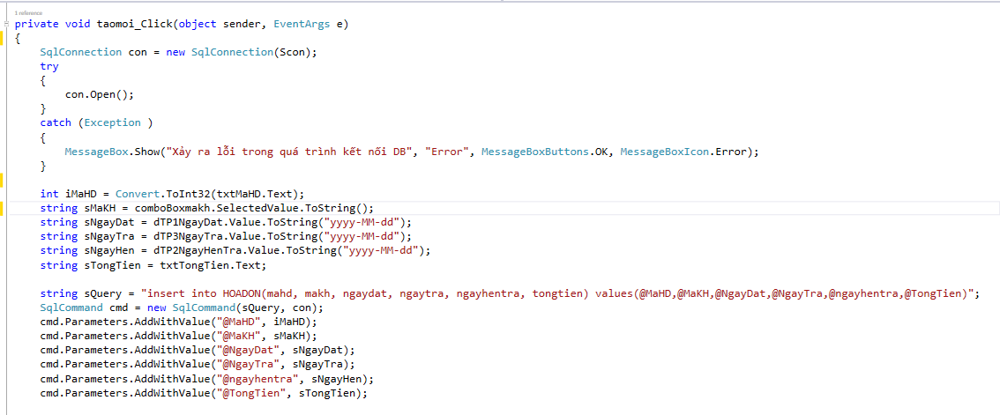 1 reference
private void taomoi_Click(object sender, EventArgs e)
{
SqlConnection con = new SqlConnection(Scon);
try
{
con.Open();
}
catch (Exception )
{
MessageBox.Show("Xảy ra lỗi trong quá trình kết nối DB", "Error", MessageBoxButtons.OK, MessageBoxIcon.Error);
}
int iMaHD = Convert.ToInt32(txtMaHD.Text);
string sMaKH = comboBoxmakh.SelectedValue.ToString();
string sNgayDat = dTP1NgayDat.Value.ToString("yyyy-MM-dd");
string sNgayTra = dTP3NgayTra.Value.ToString("yyyy-MM-dd");
string sNgayHen = dTP2NgayHenTra.Value.ToString("yyyy-MM-dd");
string sTongTien = txtTongTien.Text;
string sQuery = "insert into HOADON(mahd, makh, ngaydat, ngaytra, ngayhentra, tongtien) values(@MaHD,@MaKH,@NgayDat,@NgayTra,@ngayhentra,@TongTien)";
SqlCommand cmd = new SqlCommand(sQuery, con);
cmd.Parameters.AddWithValue("@MaHD", iMaHD);
cmd.Parameters.AddWithValue("@MaKH", sMaKH);
cmd.Parameters.AddWithValue("@NgayDat", sNgayDat);
cmd.Parameters.AddWithValue("@NgayTra", sNgayTra);
cmd.Parameters.AddWithValue("@ngayhentra", sNgayHen);
cmd.Parameters.AddWithValue("@TongTien", sTongTien);